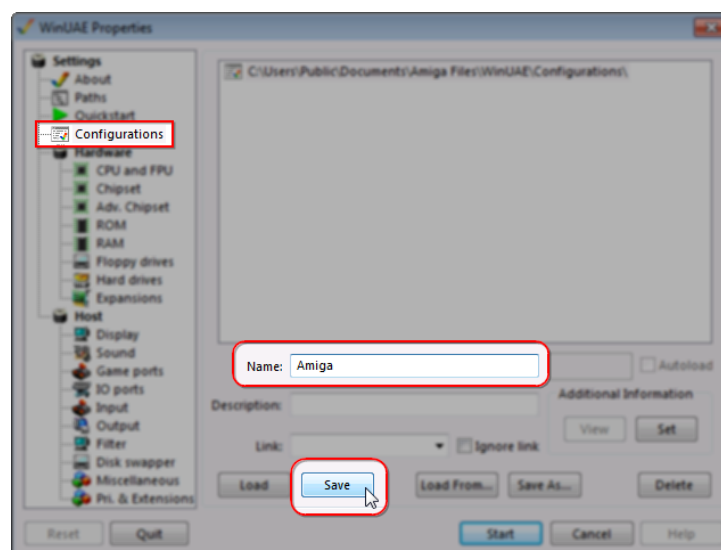 WinUAE Properties
Settings
About
Paths
Quickstart
Configurations
Hardware
CPU and FPU
Chipset
Adv. Chipset
ROM
RAM
Floppy drives
Hard drives
Expansions
Host
Display
Sound
Game ports
IO ports
Input
Output
Filter
Disk swapper
Miscellaneous
Pri. & Extensions
C:\Users\Public\Documents\Amiga Files\WinUAE\Configurations\
Name: Amiga
Autoload
Description:
Additional Information
View Set
Link:
Ignore link
Load Save Load From... Save As... Delete
Reset Quit Start Cancel Help